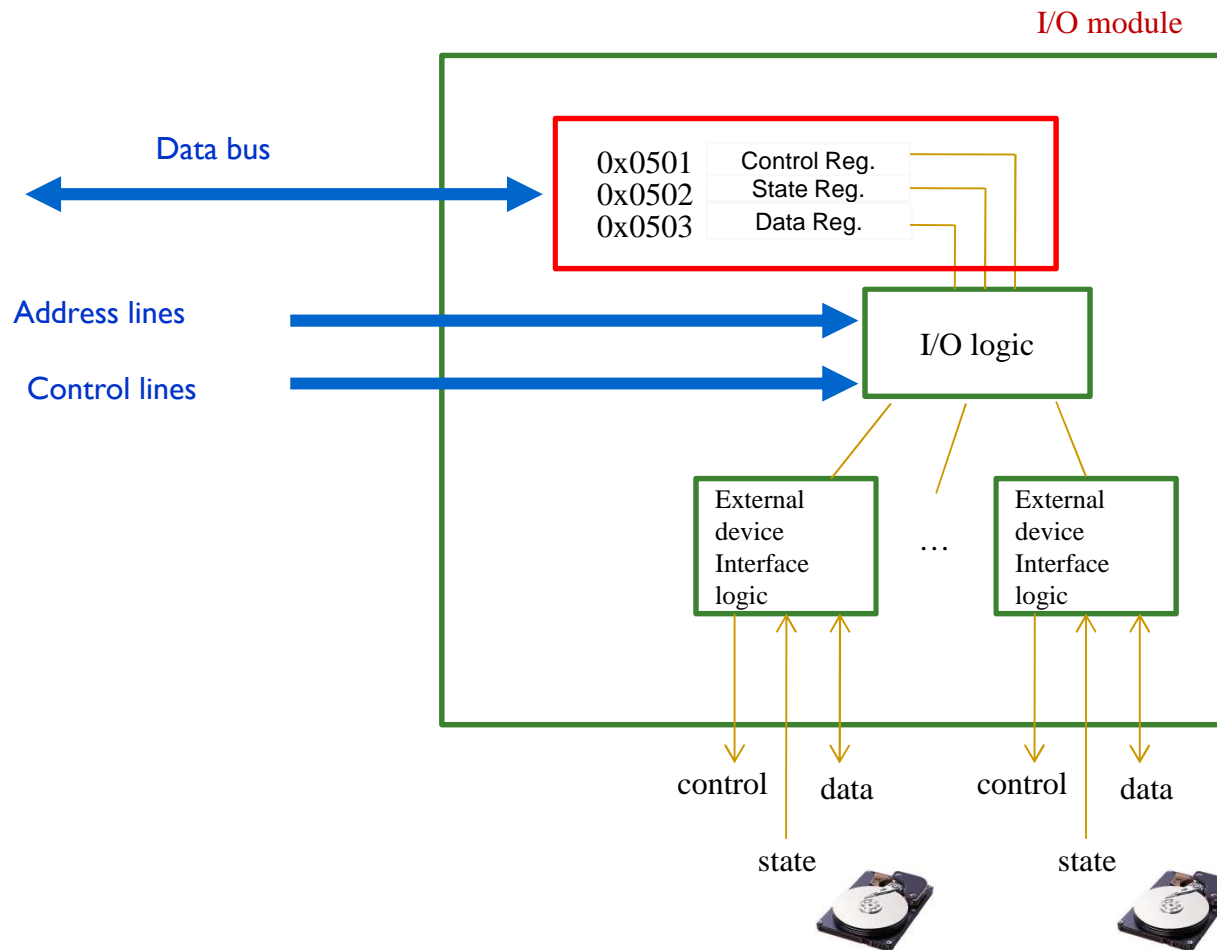 I/O module
Data bus
0x0501 Control Reg.
0x0502 State Reg.
0x0503 Data Reg.
Address lines
I/O logic
Control lines
External
device
Interface
logic
…
External
device
Interface
logic
control
data
control
data
state
state